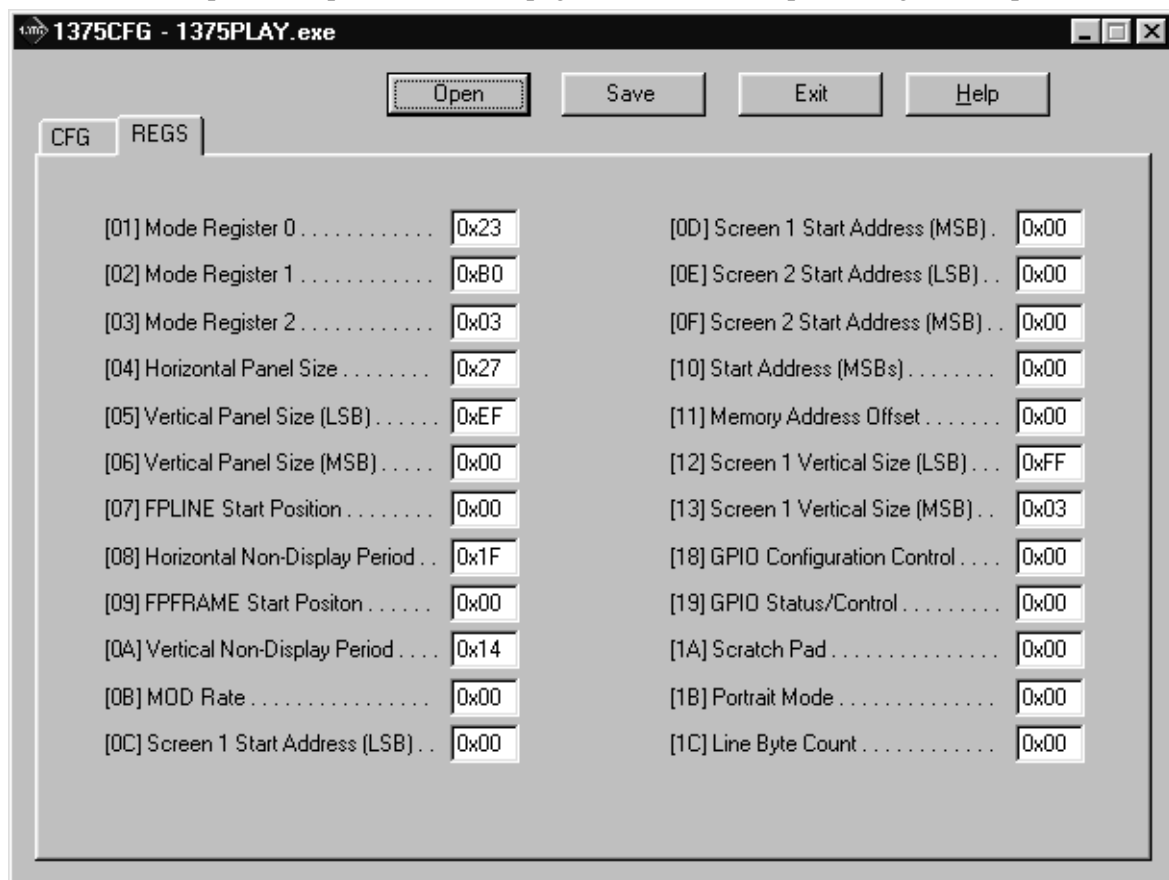 1375CFG - 1375PLAY.exe
Open Save Exit Help
CFG REGS
[01] Mode Register 0 . . . . . . . . . . . . 0x23
[02] Mode Register 1 . . . . . . . . . . . . 0xB0
[03] Mode Register 2 . . . . . . . . . . . . 0x03
[04] Horizontal Panel Size . . . . . . . . 0x27
[05] Vertical Panel Size (LSB) . . . . . . 0xEF
[06] Vertical Panel Size (MSB) . . . . . 0x00
[07] FPLINE Start Position . . . . . . . . 0x00
[08] Horizontal Non-Display Period . . 0x1F
[09] FPFRAME Start Positon . . . . . . 0x00
[0A] Vertical Non-Display Period . . . . 0x14
[0B] MOD Rate . . . . . . . . . . . . . . . . 0x00
[0C] Screen 1 Start Address (LSB) . . 0x00
[0D] Screen 1 Start Address (MSB) . 0x00
[0E] Screen 2 Start Address (LSB) . . 0x00
[0F] Screen 2 Start Address (MSB) . . 0x00
[10] Start Address (MSBs) . . . . . . . . 0x00
[11] Memory Address Offset . . . . . . . 0x00
[12] Screen 1 Vertical Size (LSB) . . . 0xFF
[13] Screen 1 Vertical Size (MSB) . . 0x03
[18] GPIO Configuration Control . . . . 0x00
[19] GPIO Status/Control . . . . . . . . . 0x00
[1A] Scratch Pad . . . . . . . . . . . . . . . 0x00
[1B] Portrait Mode . . . . . . . . . . . . . . 0x00
[1C] Line Byte Count . . . . . . . . . . . . 0x00